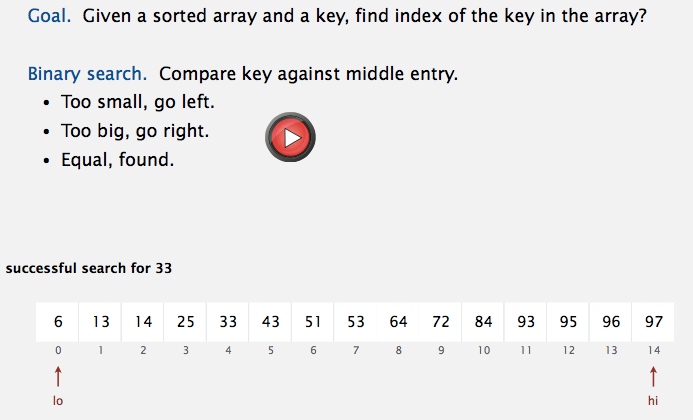 Goal. Given a sorted array and a key, find index of the key in the array?
Binary search. Compare key against middle entry.
• Too small, go left.
• Too big, go right.
• Equal, found.
successful search for 33
6 13 14 25 33 43 51 53 64 72 84 93 95 96 97
0 1 2 3 4 5 6 7 8 9 10 11 12 13 14
lo hi